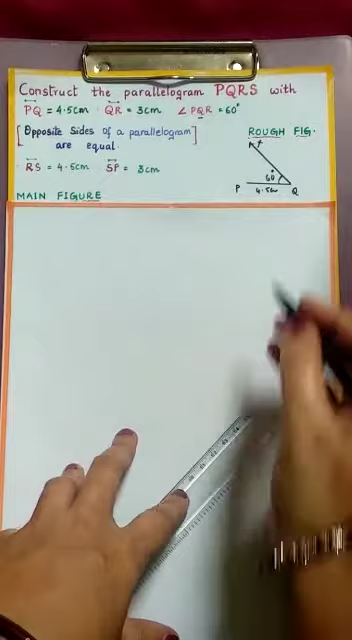 Construct the parallelogram PQRS with
PQ = 4.5cm QR = 3cm ∠PQR = 60°
[Opposite Sides of a parallelogram
are equal.]
ROUGH FIG.
RS = 4.5cm SP = 3cm
60°
P 4.5cm Q
MAIN FIGURE